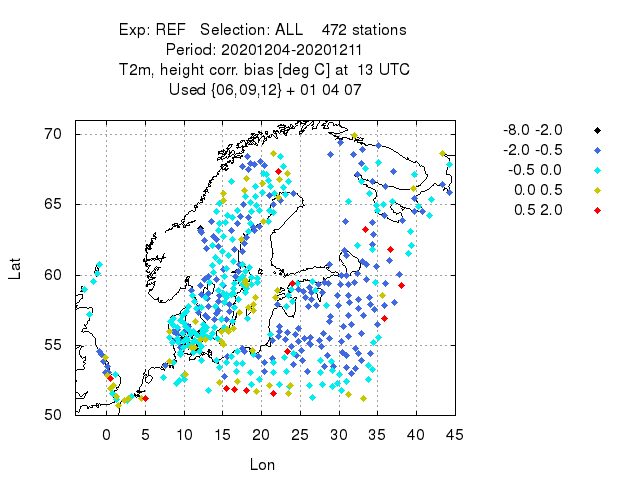 Exp: REF Selection: ALL 472 stations
Period: 20201204-20201211
T2m, height corr. bias [deg C] at 13 UTC
Used {06,09,12} + 01 04 07
-8.0 -2.0
-2.0 -0.5
-0.5 0.0
0.0 0.5
0.5 2.0
70
65
60
55
50
Lat
0 5 10 15 20 25 30 35 40 45
Lon